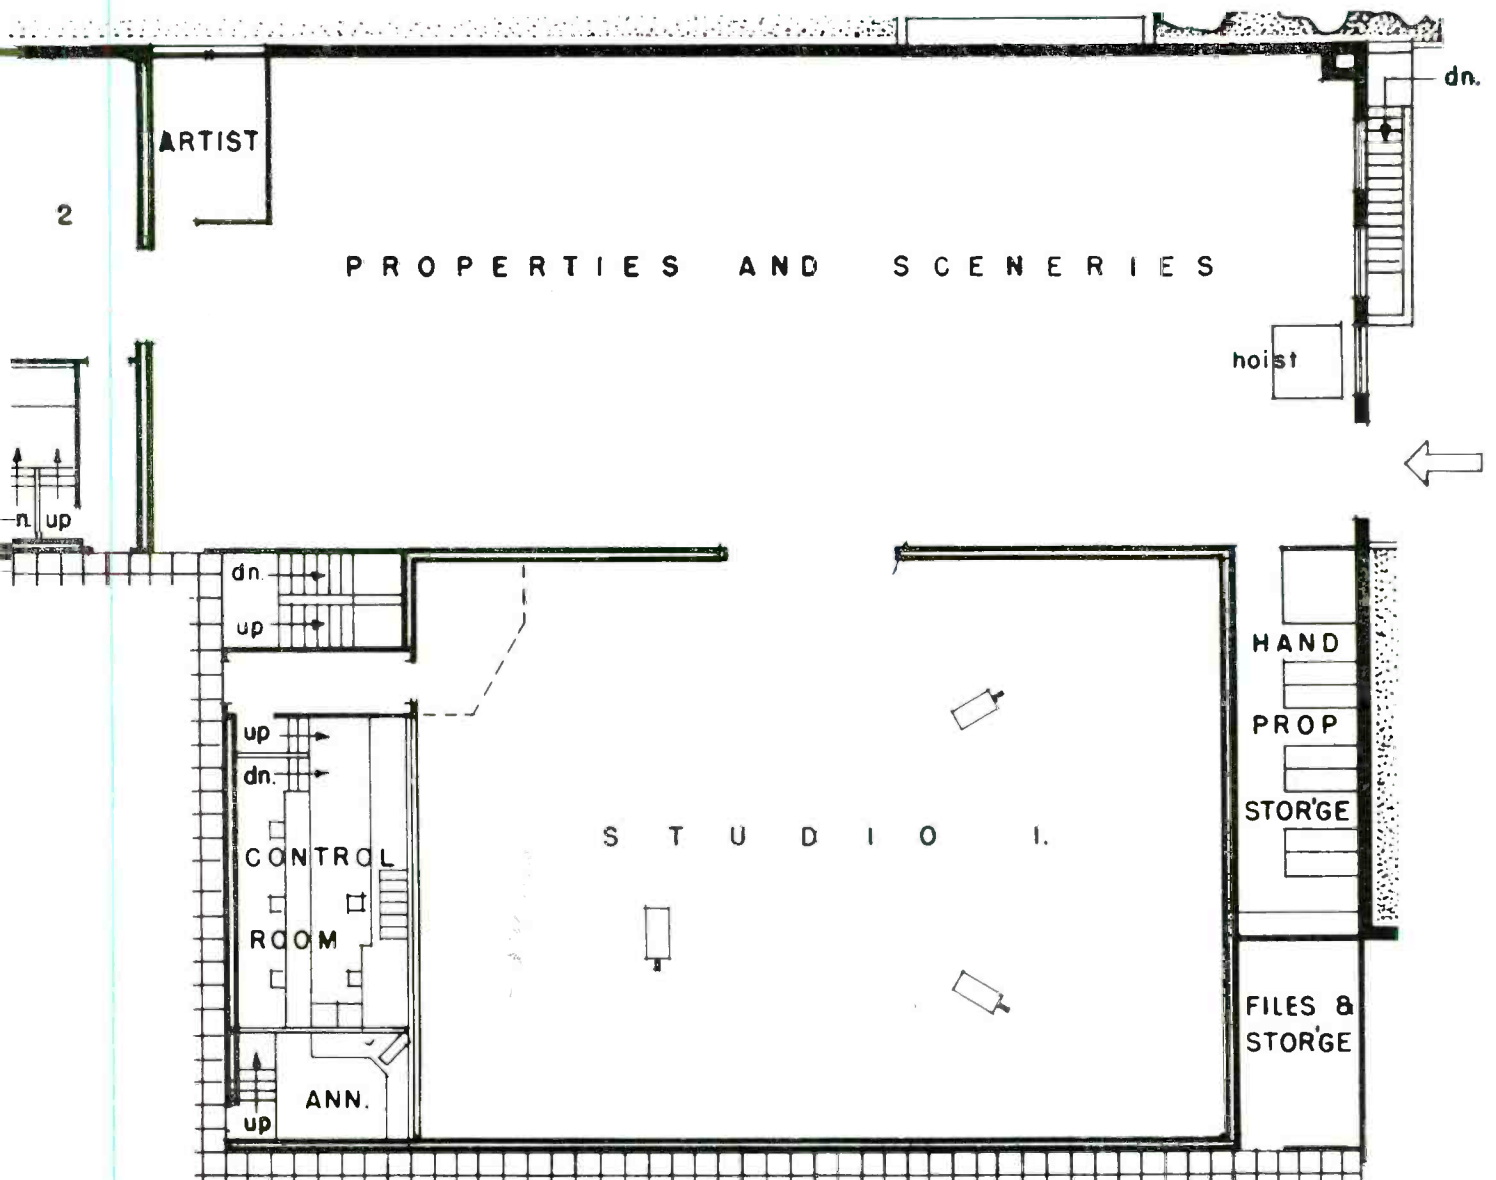 dn.
ARTIST
2
PROPERTIES AND SCENERIES
hoist
n up
dn.
up
HAND
PROP
STOR'GE
up
dn.
CONTROL
ROOM
STUDIO 1.
FILES &
STOR'GE
ANN.
up